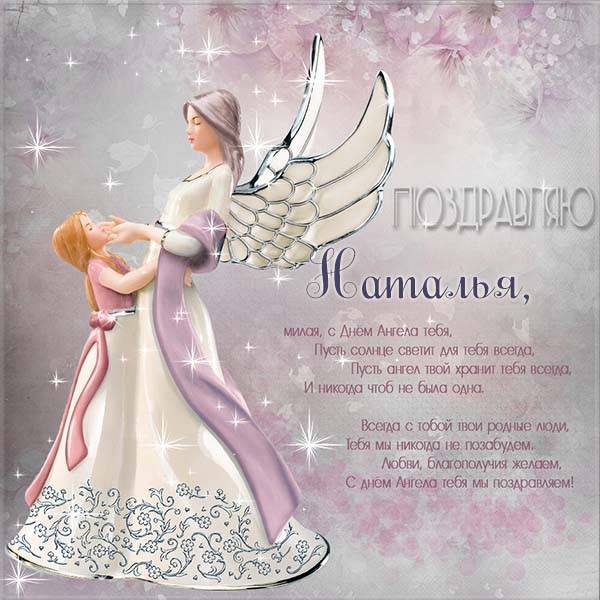 ПОЗДРАВЛЯЮ
Наталья,
милая, с Днём Ангела тебя,
Пусть солнце светит для тебя всегда,
Пусть ангел твой хранит тебя всегда,
И никогда чтоб не была одна.
Всегда с тобой твои родные люди,
Тебя мы никогда не позабудем.
Любви, благополучия желаем,
С днём Ангела тебя мы поздравляем!